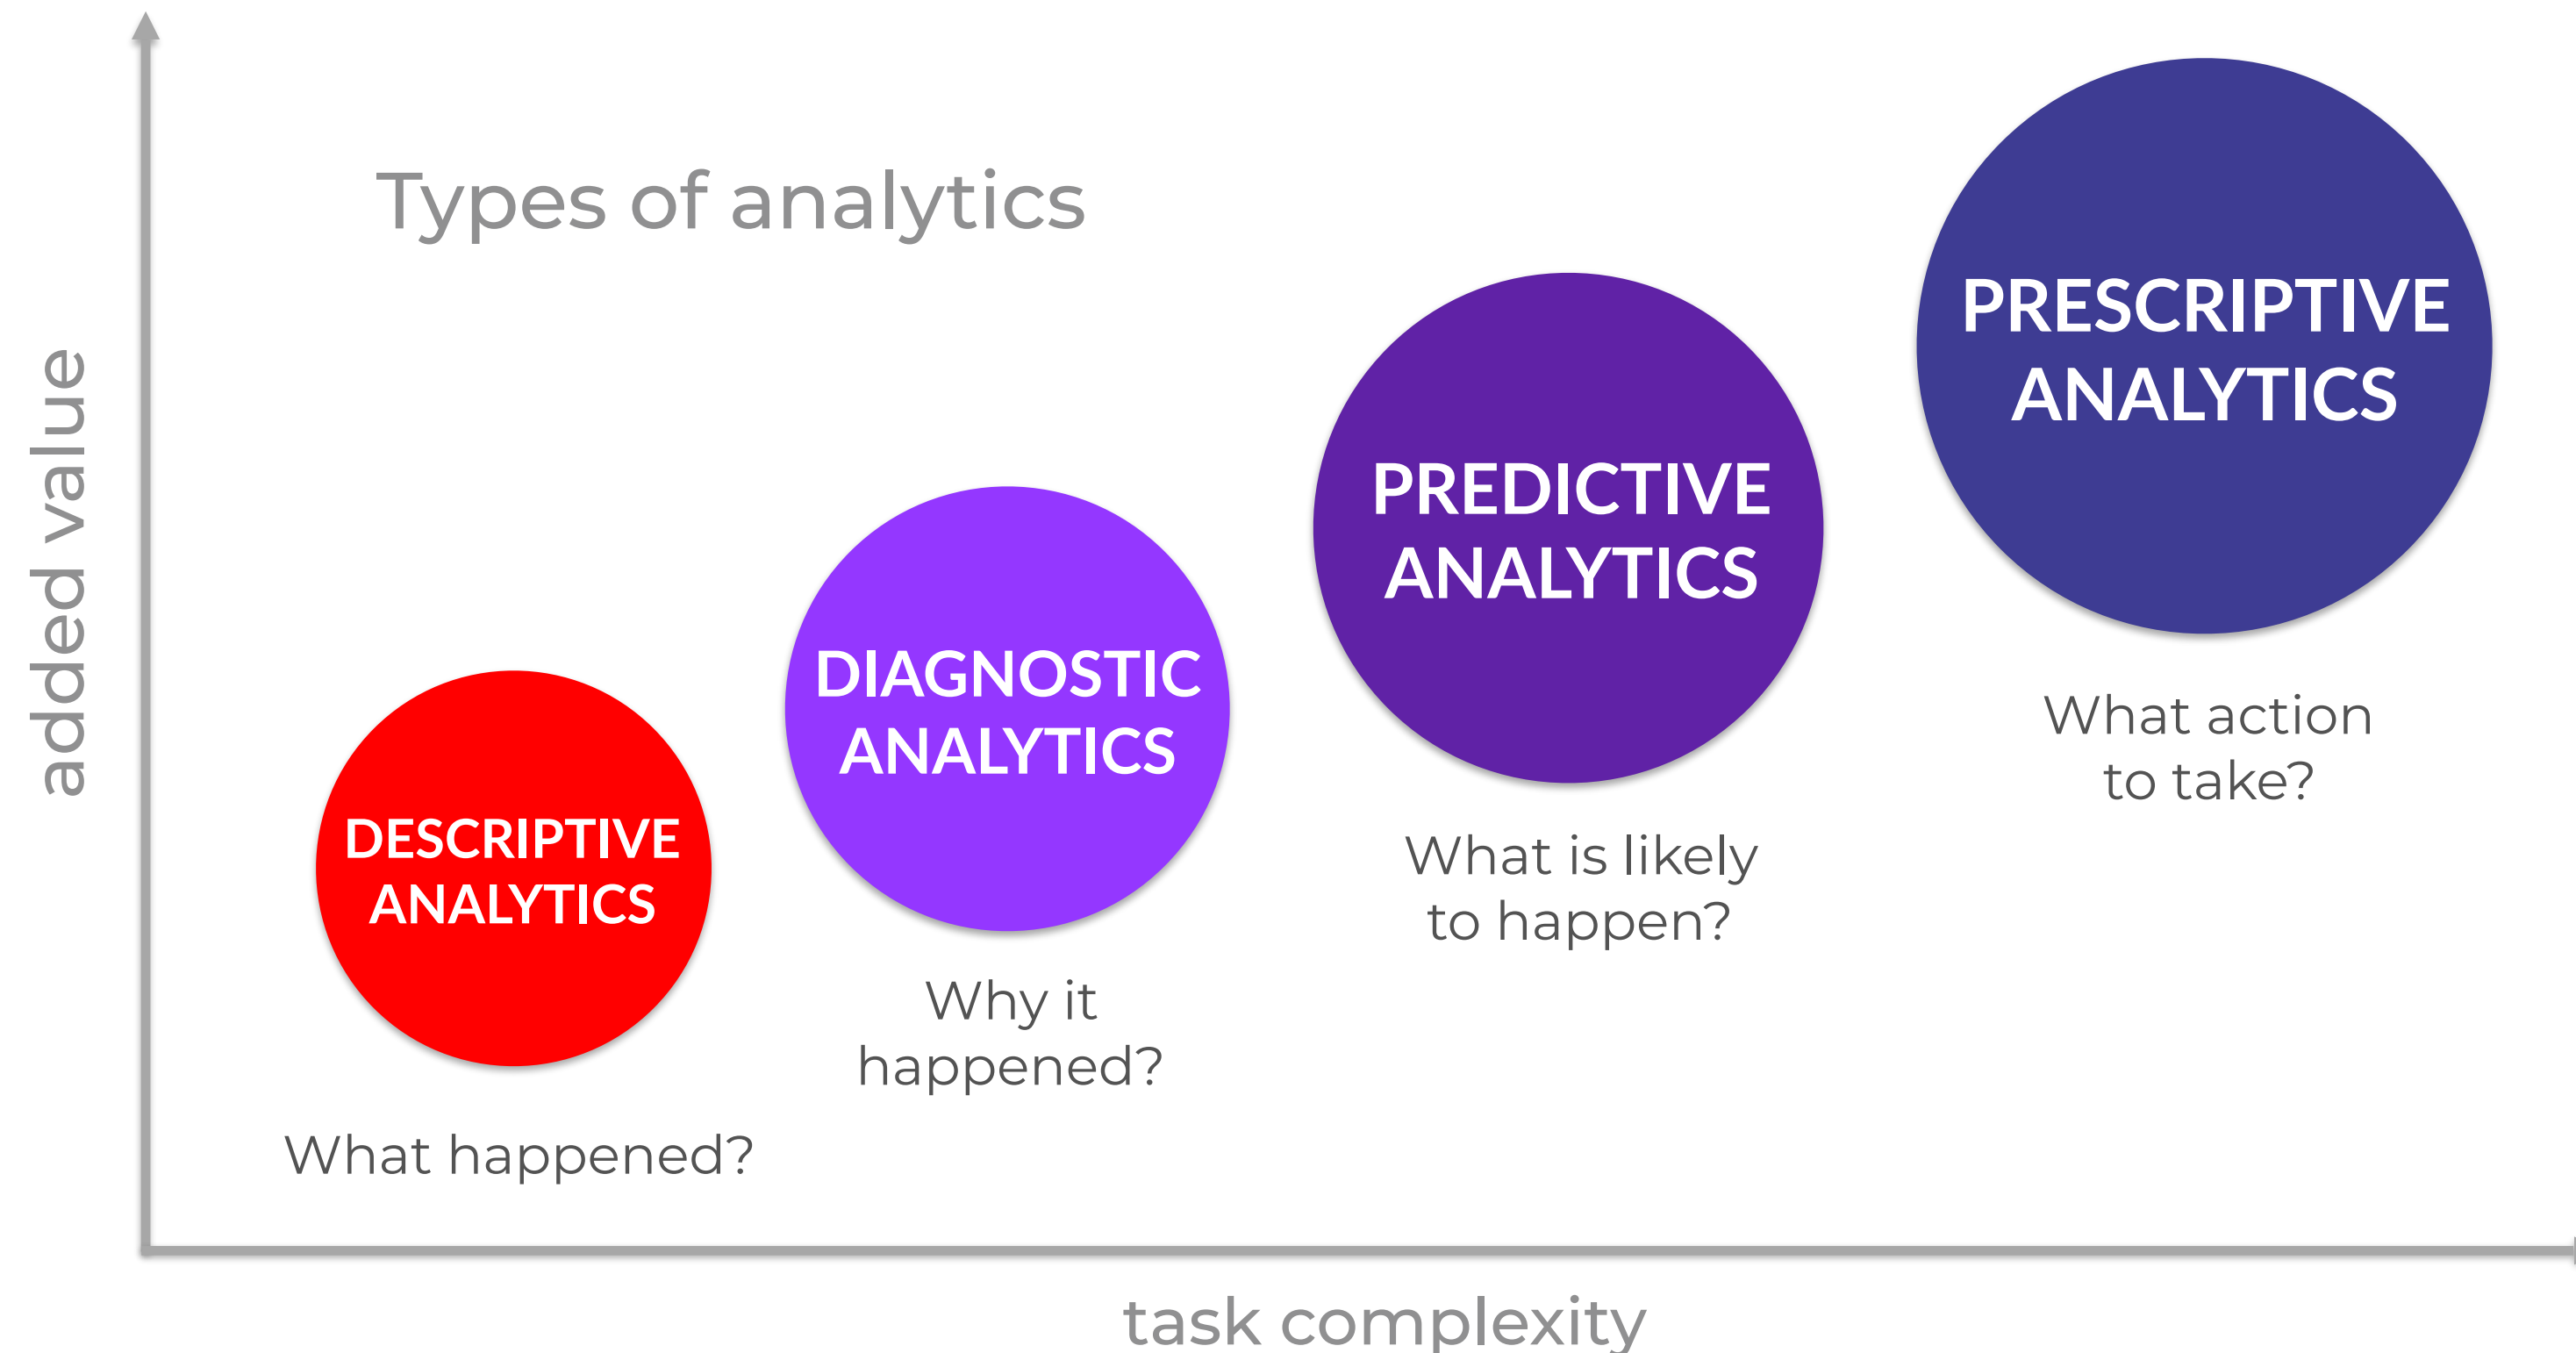 Types of analytics
added value
DESCRIPTIVE
ANALYTICS
What happened?
DIAGNOSTIC
ANALYTICS
Why it
happened?
PREDICTIVE
ANALYTICS
What is likely
to happen?
PRESCRIPTIVE
ANALYTICS
What action
to take?
task complexity